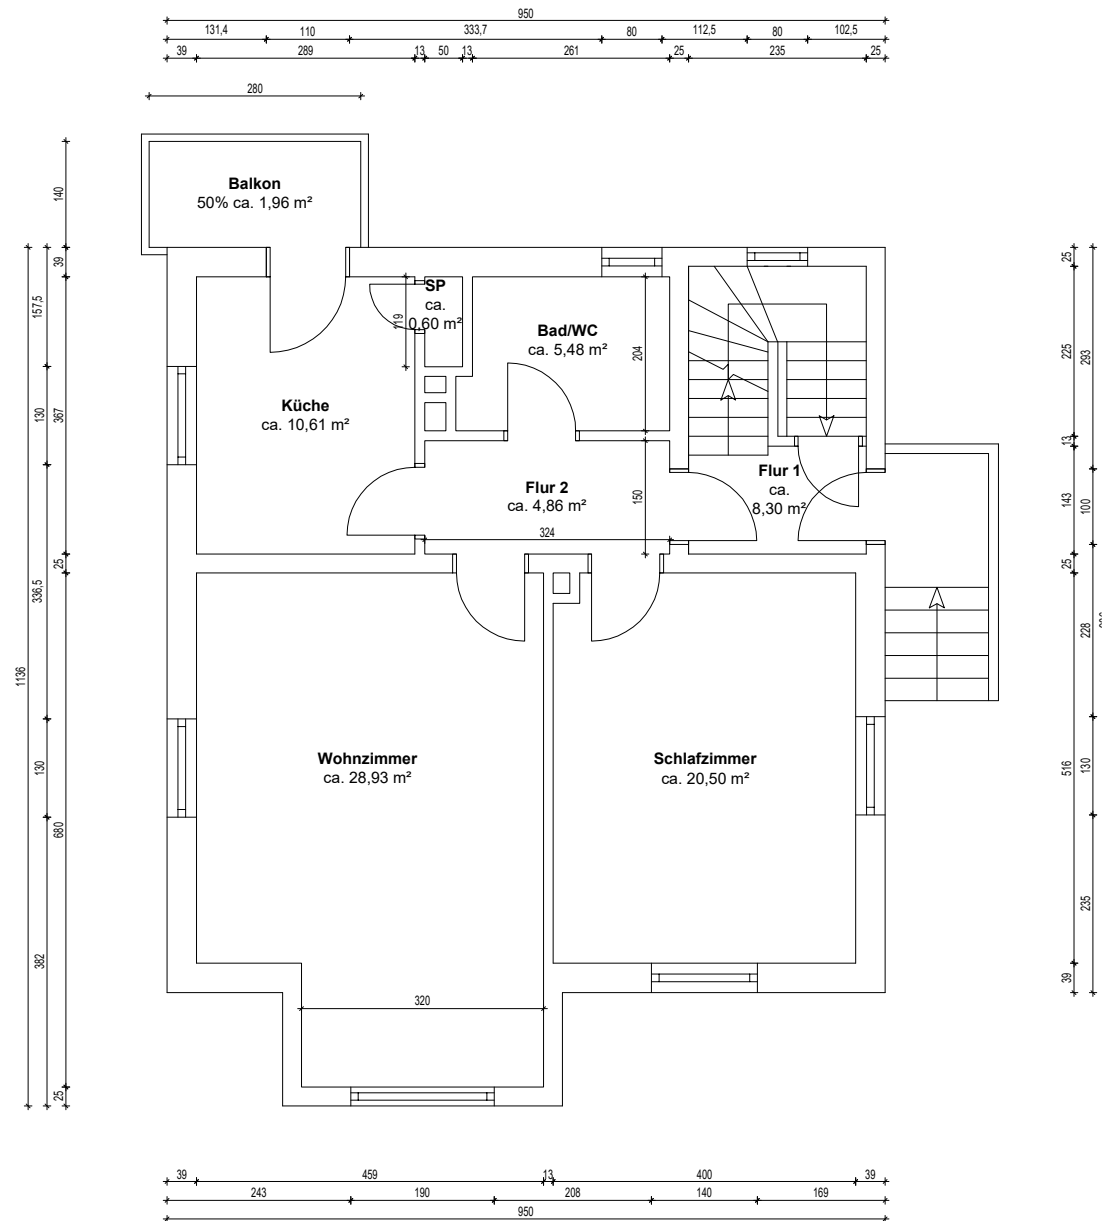 950
131,4 110 333,7 80 112,5 80 102,5
39 289 13 50 13 261 25 235 25
280
Balkon
50% ca. 1,96 m²
140
39
157,5
130
367
25
336,5
1136
130
680
382
25
SP
ca.
0,60 m²
119
Bad/WC
ca. 5,48 m²
204
Küche
ca. 10,61 m²
Flur 2
ca. 4,86 m²
150
324
Flur 1
ca.
8,30 m²
25
225
293
13
143
100
25
228
516
130
235
39
Wohnzimmer
ca. 28,93 m²
Schlafzimmer
ca. 20,50 m²
320
39 459 13 400 39
243 190 208 140 169
950